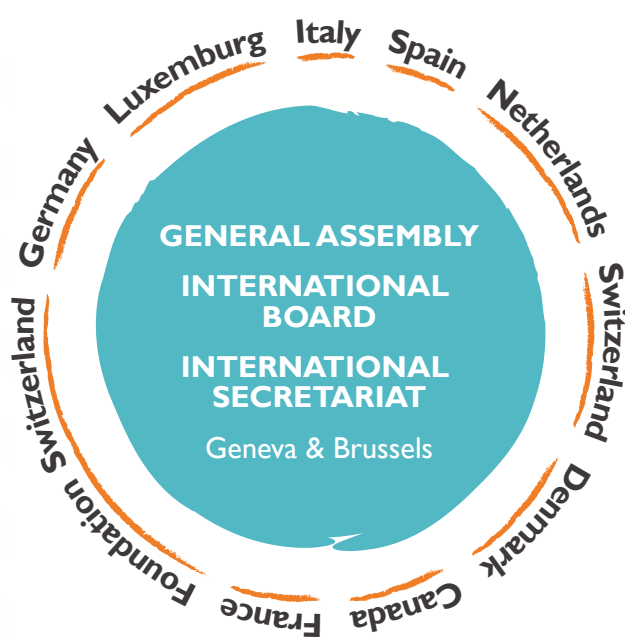 Italy
Spain
Netherlands
Switzerland
Denmark
Canada
France
Foundation Switzerland
Germany
Luxemburg
GENERAL ASSEMBLY
INTERNATIONAL
BOARD
INTERNATIONAL
SECRETARIAT
Geneva & Brussels